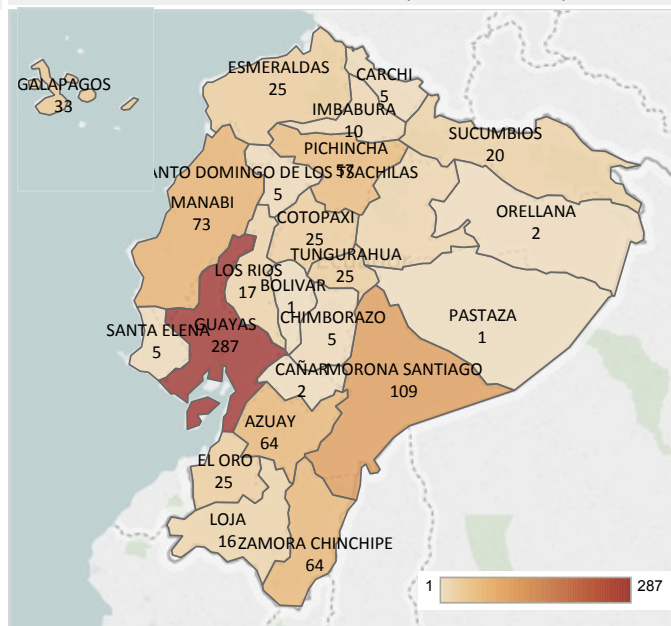 ESMERALDAS
25
CARCHI
5
GALAPAGOS
33
IMBABURA
10
SUCUMBIOS
20
PICHINCHA
57
ANTO DOMINGO DE LOS TSACHILAS
5
MANABI
73
ORELLANA
2
COTOPAXI
25
TUNGURAHUA
25
LOS RIOS
17
BOLIVAR
1
CHIMBORAZO
5
PASTAZA
1
SANTA ELENA
5
GUAYAS
287
CAÑAR
2
MORONA SANTIAGO
109
AZUAY
64
EL ORO
25
LOJA
16
ZAMORA CHINCHIPE
64
1 287